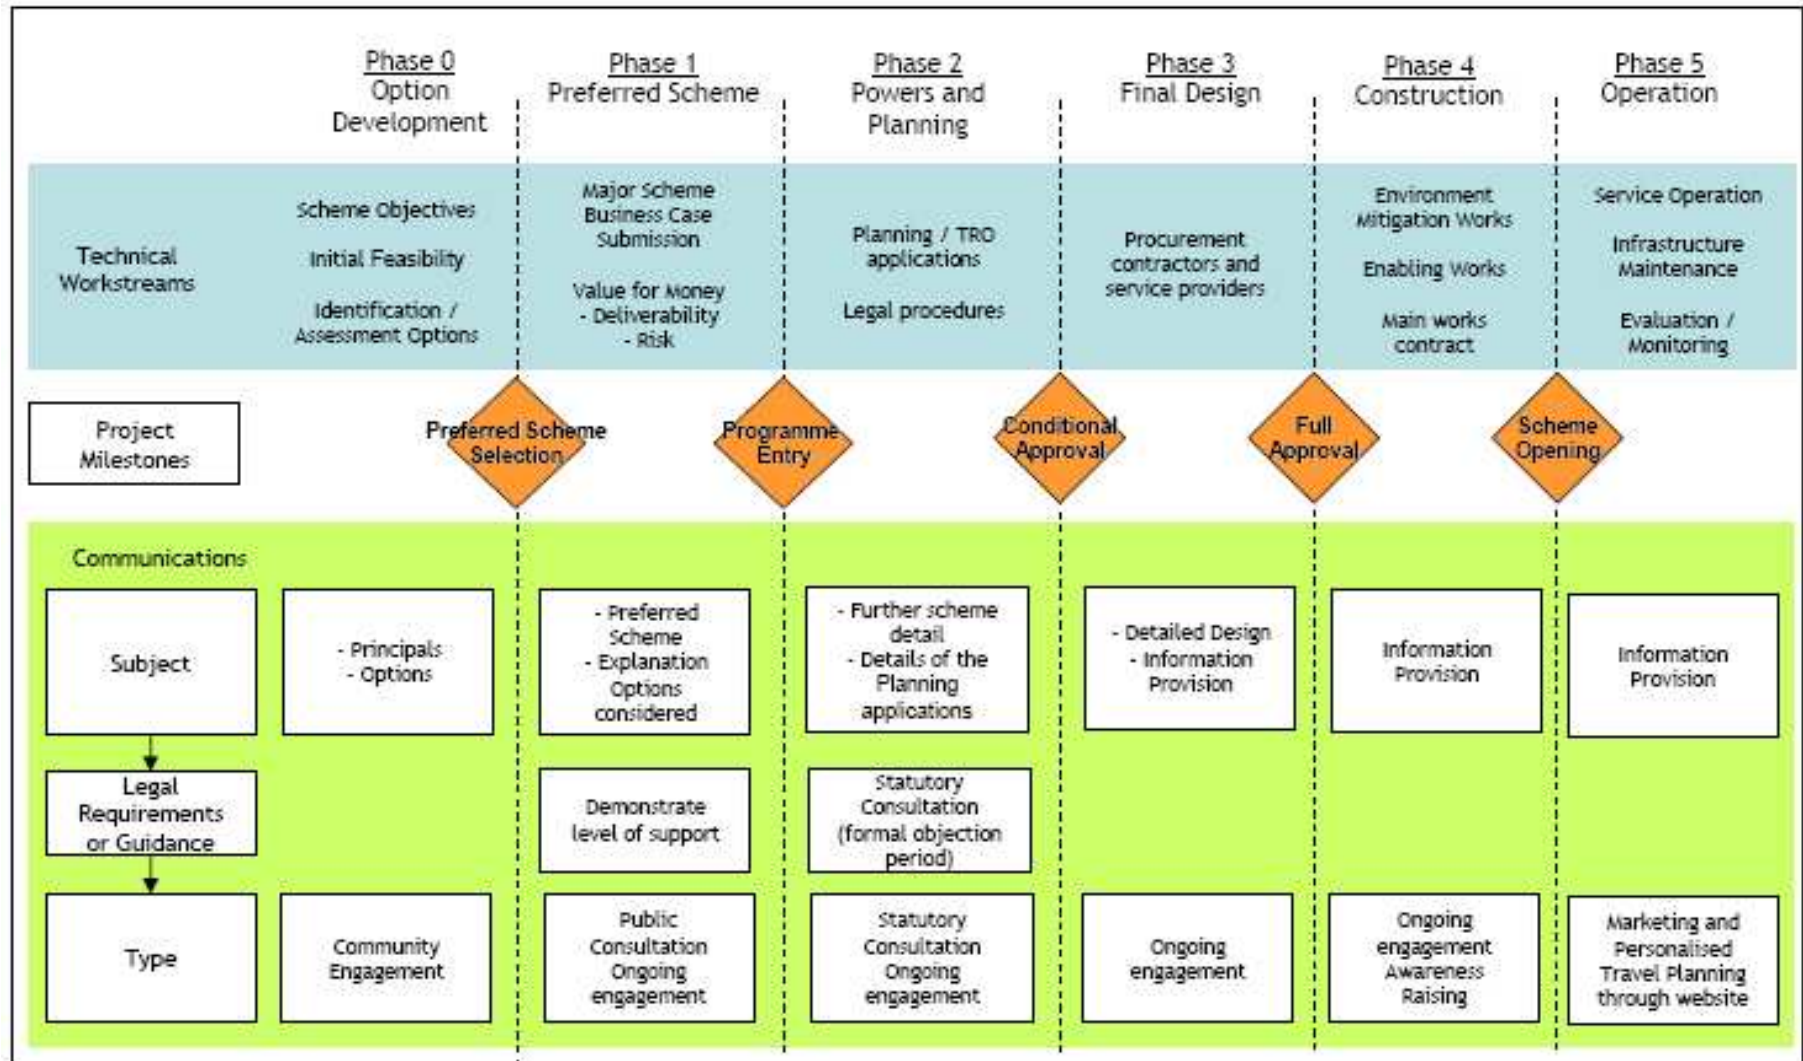 Phase 0
Option
Development
Phase 1
Preferred Scheme
Phase 2
Powers and
Planning
Phase 3
Final Design
Phase 4
Construction
Phase 5
Operation
Technical
Workstreams
Scheme Objectives
Initial Feasibility
Identification /
Assessment Options
Major Scheme
Business Case
Submission
Value for Money
- Deliverability
- Risk
Planning / TRO
applications
Legal procedures
Procurement
contractors and
service providers
Environment
Mitigation Works
Enabling Works
Main works
contract
Service Operation
Infrastructure
Maintenance
Evaluation /
Monitoring
Project
Milestones
Preferred Scheme
Selection
Programme
Entry
Conditional
Approval
Full
Approval
Scheme
Opening
Communications
Subject
- Principals
- Options
- Preferred
Scheme
- Explanation
Options
considered
- Further scheme
detail
- Details of the
Planning
applications
- Detailed Design
- Information
Provision
Information
Provision
Information
Provision
Legal
Requirements
or Guidance
Demonstrate
level of support
Statutory
Consultation
(formal objection
period)
Type
Community
Engagement
Public
Consultation
Ongoing
engagement
Statutory
Consultation
Ongoing
engagement
Ongoing
engagement
Ongoing
engagement
Awareness
Raising
Marketing and
Personalised
Travel Planning
through website